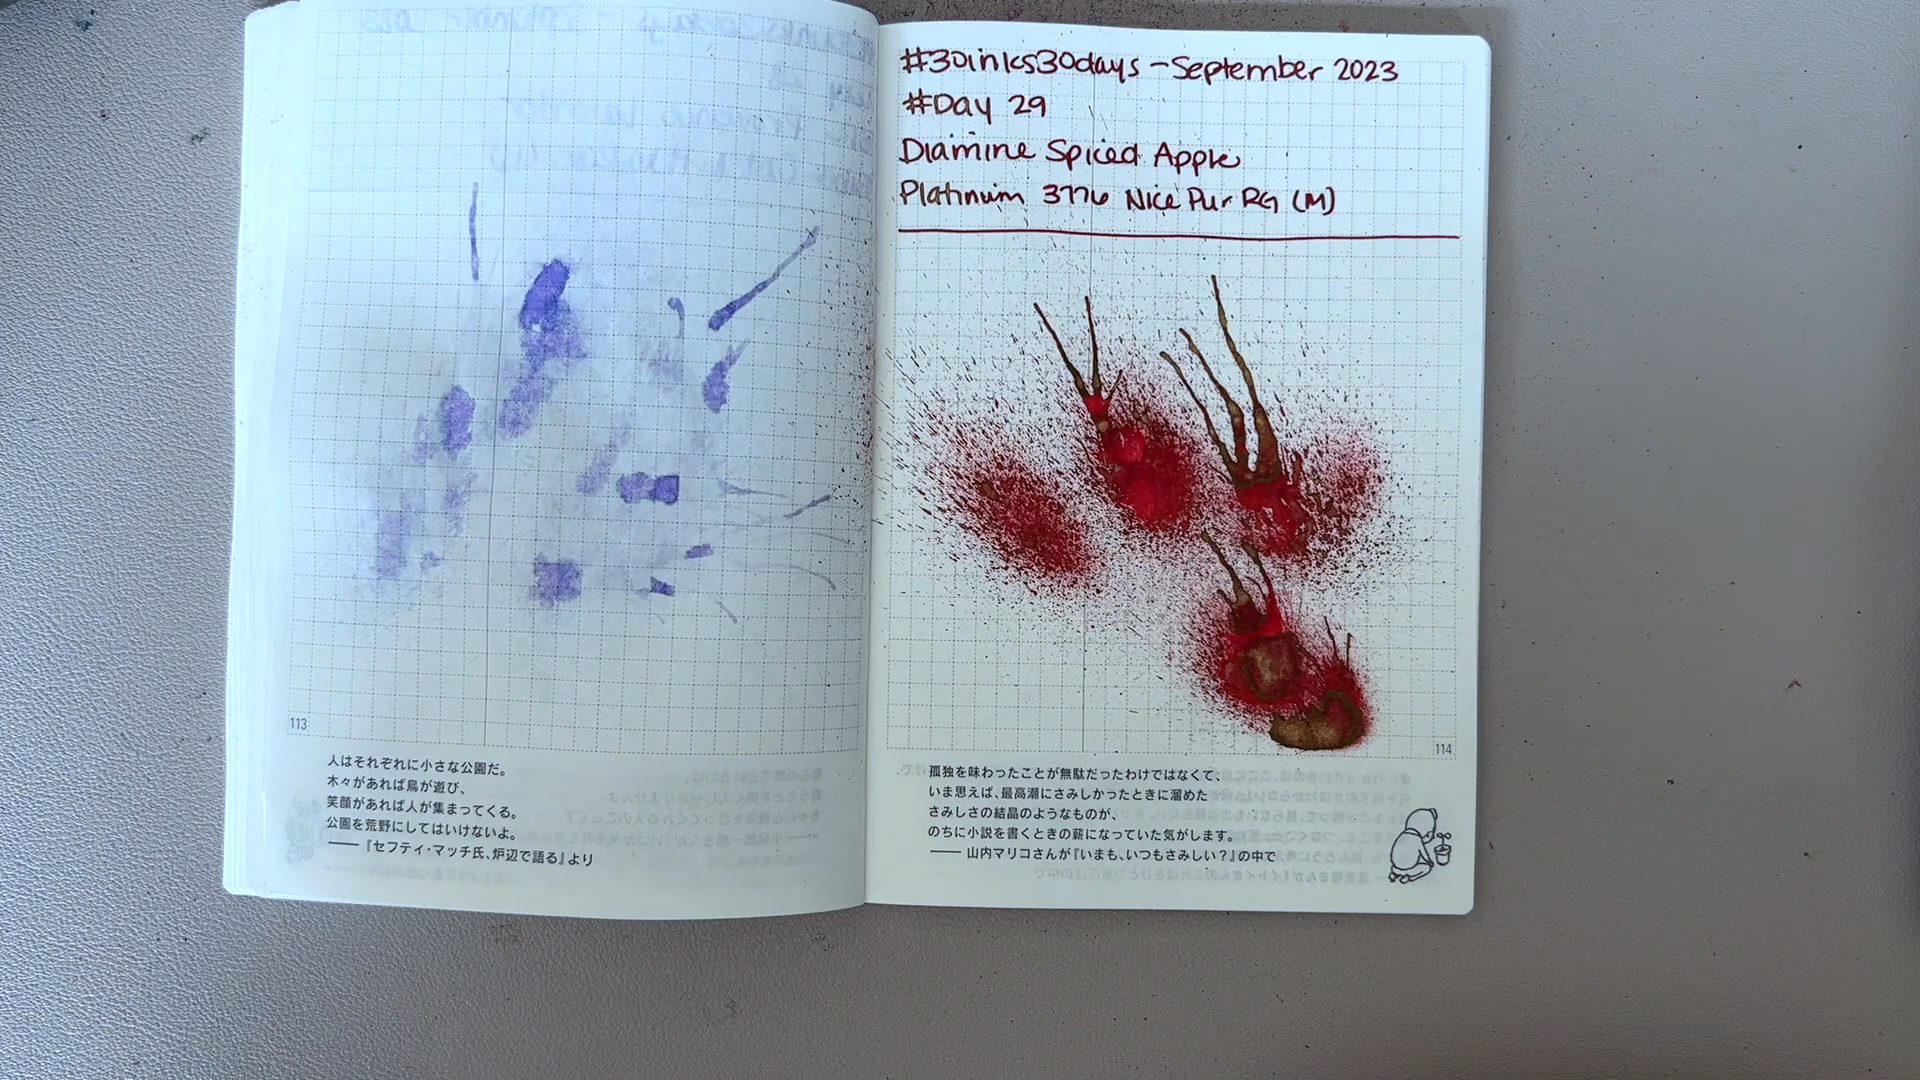 113
人はそれぞれに小さな公園だ。
木々があれば鳥が遊び、
笑顔があれば人が集まってくる。
公園を荒野にしてはいけないよ。
——『セフティ・マッチ氏、炉辺で語る』より
#30inks30days - September 2023
#Day 29
Diamine Spiced Apple
Platinum 3776 Nice Pur RG (M)
114
孤独を味わったことが無駄だったわけではなくて、
いま思えば、最高潮にさみしかったときに溜めた
さみしさの結晶のようなものが、
のちに小説を書くときの薪になっていた気がします。
—— 山内マリコさんが『いまも、いつもさみしい？』の中で